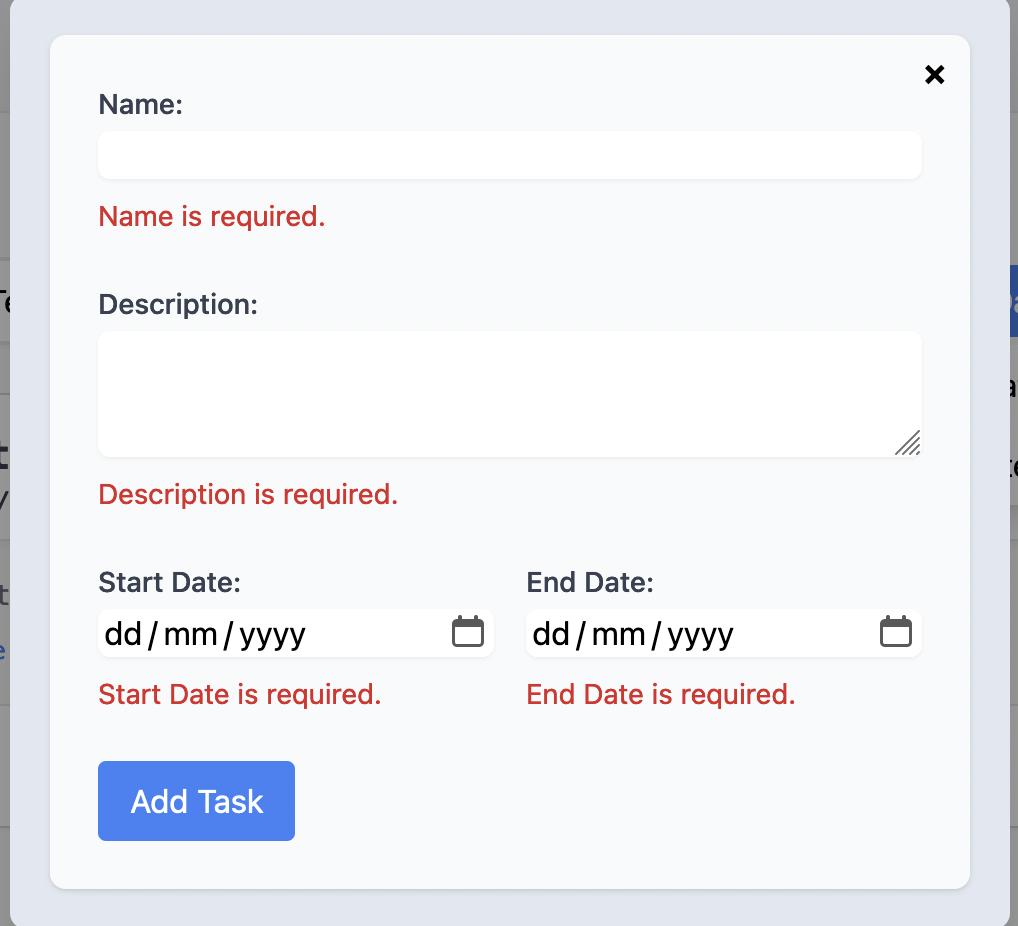 Name:
Name is required.
Description:
Description is required.
Start Date: End Date:
dd/mm/yyyy dd/mm/yyyy
Start Date is required. End Date is required.
Add Task